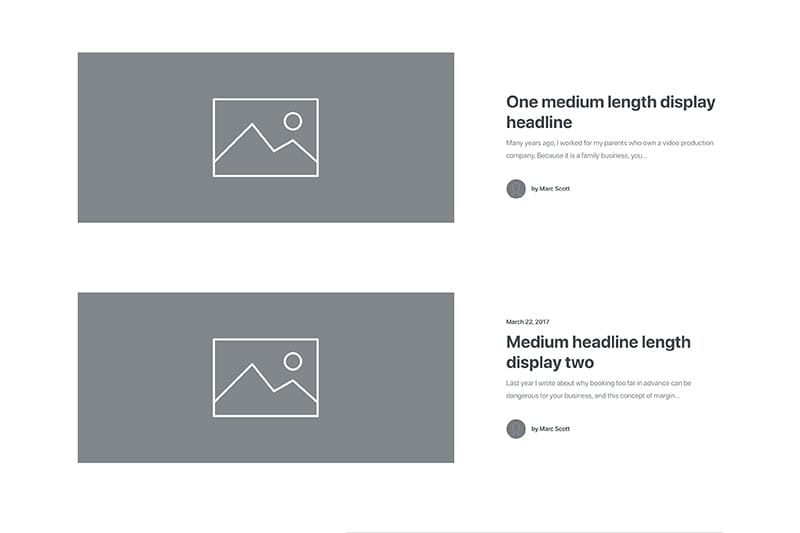 One medium length display
headline
Many years ago, I worked for my parents who own a video production
company. Because it is a family business, you...
by Marc Scott
March 22, 2017
Medium headline length
display two
Last year I wrote about why booking too far in advance can be
dangerous for your business, and this concept of margin...
by Marc Scott